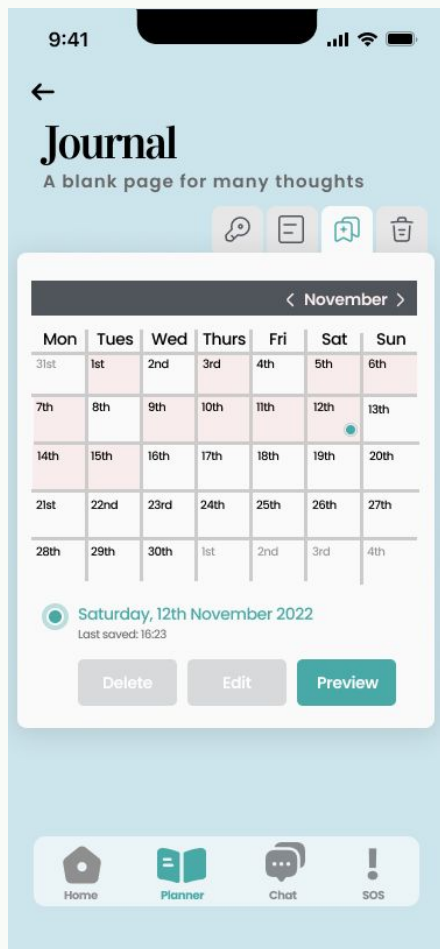 9:41
Journal
A blank page for many thoughts
< November >
Mon Tues Wed Thurs Fri Sat Sun
31st 1st 2nd 3rd 4th 5th 6th
7th 8th 9th 10th 11th 12th 13th
14th 15th 16th 17th 18th 19th 20th
21st 22nd 23rd 24th 25th 26th 27th
28th 29th 30th 1st 2nd 3rd 4th
Saturday, 12th November 2022
Last saved: 16:23
Delete Edit Preview
Home Planner Chat SOS